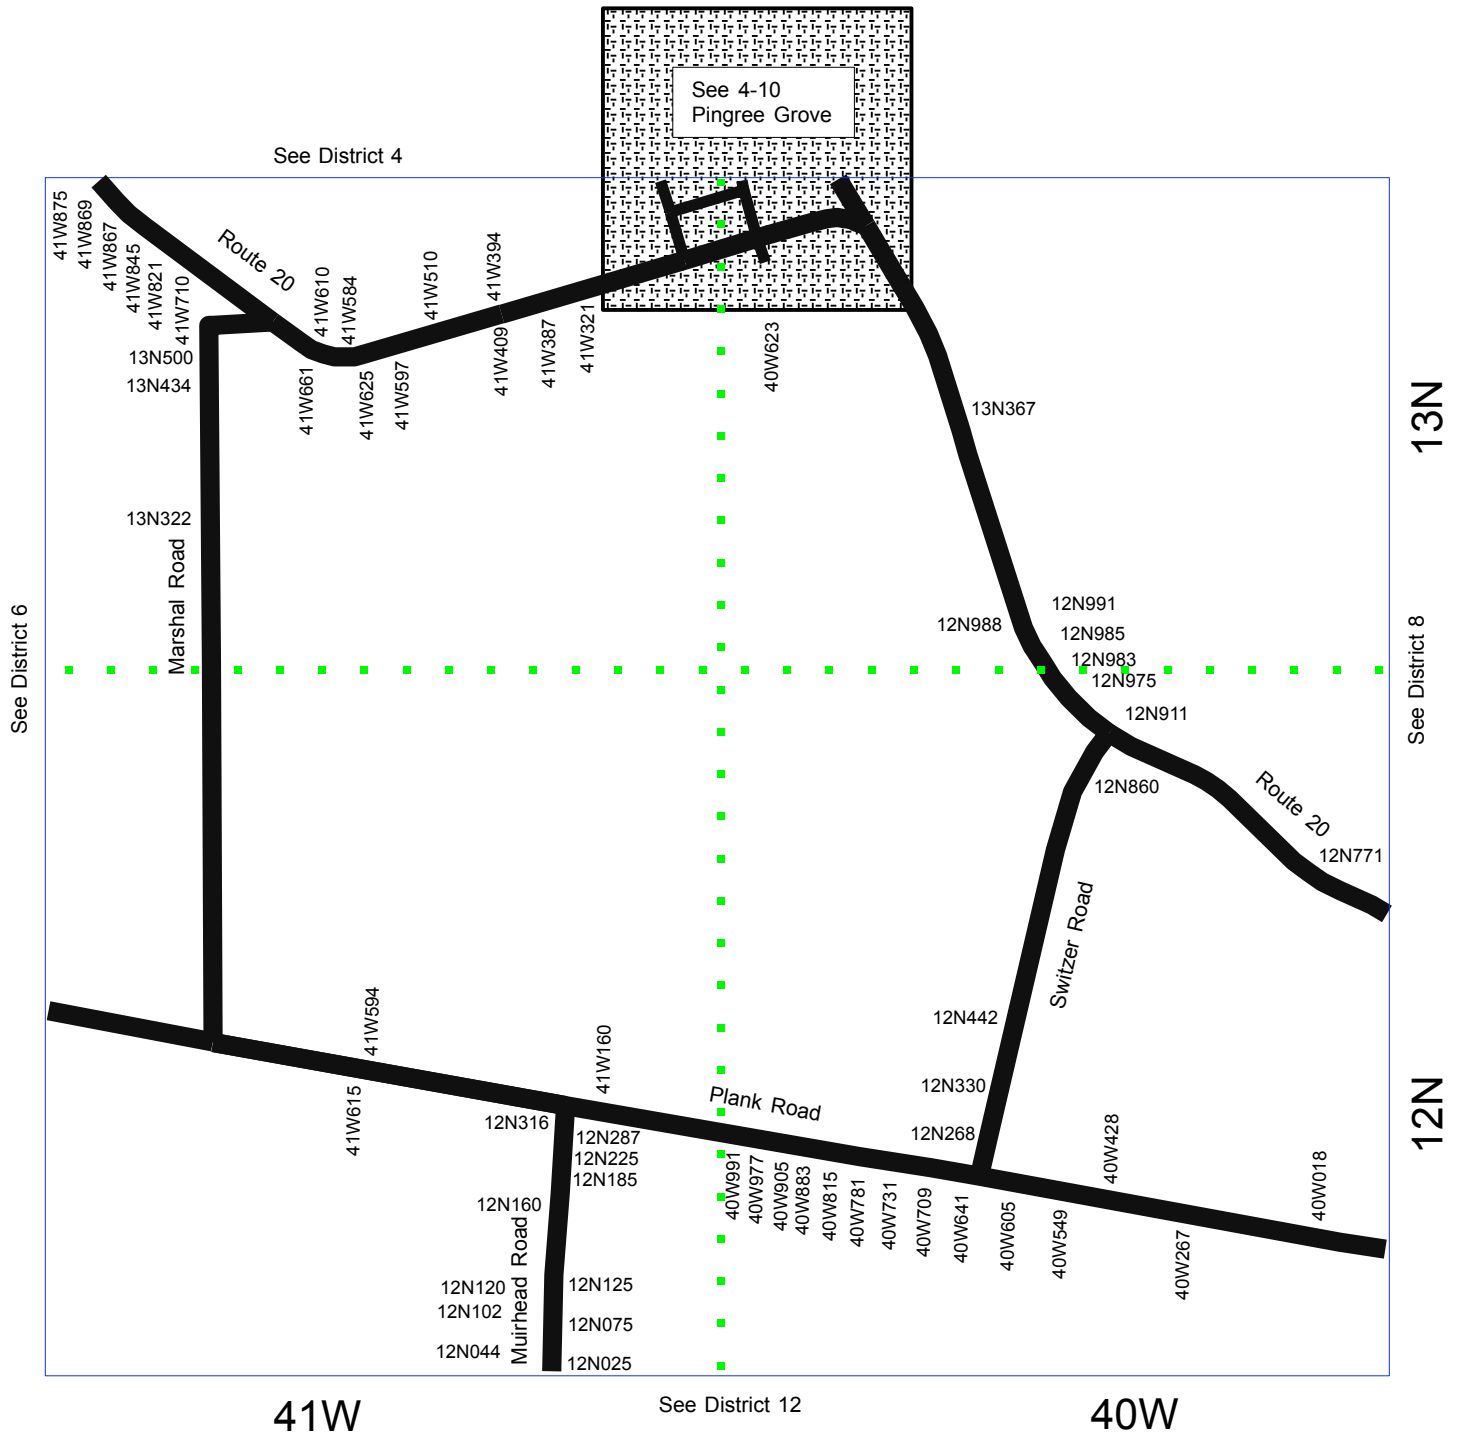 See 4-10
Pingree Grove
See District 4
41W875
41W869
41W867
41W845
41W821
41W710
Route 20
41W610
41W584
41W510
41W394
41W661
41W625
41W597
41W409
41W387
41W321
40W623
13N500
13N434
13N322
Marshal Road
13N367
13N
12N988
12N991
12N985
12N983
12N975
12N911
12N860
Route 20
12N771
See District 6
See District 8
Switzer Road
12N442
12N330
12N268
41W594
41W615
41W160
Plank Road
12N316
12N287
12N225
12N185
12N160
Muirhead Road
12N120
12N102
12N044
12N125
12N075
12N025
40W991
40W977
40W905
40W883
40W815
40W781
40W731
40W709
40W641
40W605
40W549
40W428
40W267
40W018
12N
41W
See District 12
40W